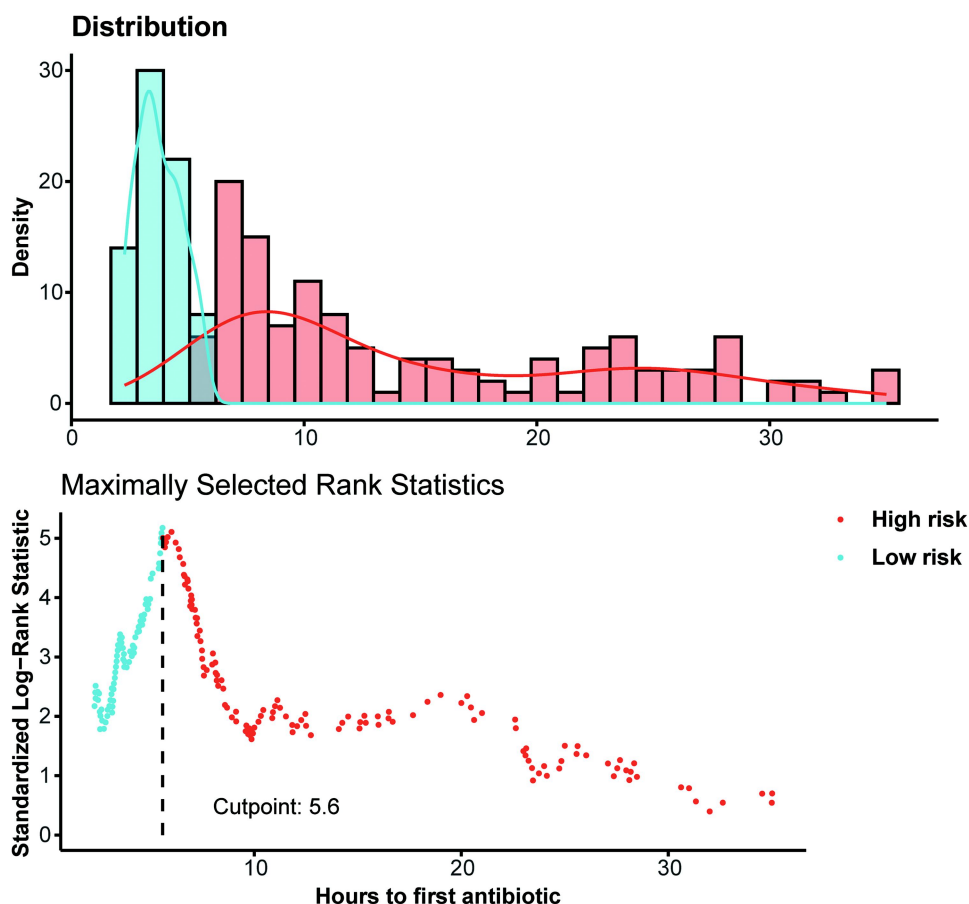 Distribution
Density
30
20
10
0
0
10
20
30
Maximally Selected Rank Statistics
Standardized Log–Rank Statistic
5
4
3
2
1
0
Cutpoint: 5.6
10
20
30
Hours to first antibiotic
High risk
Low risk